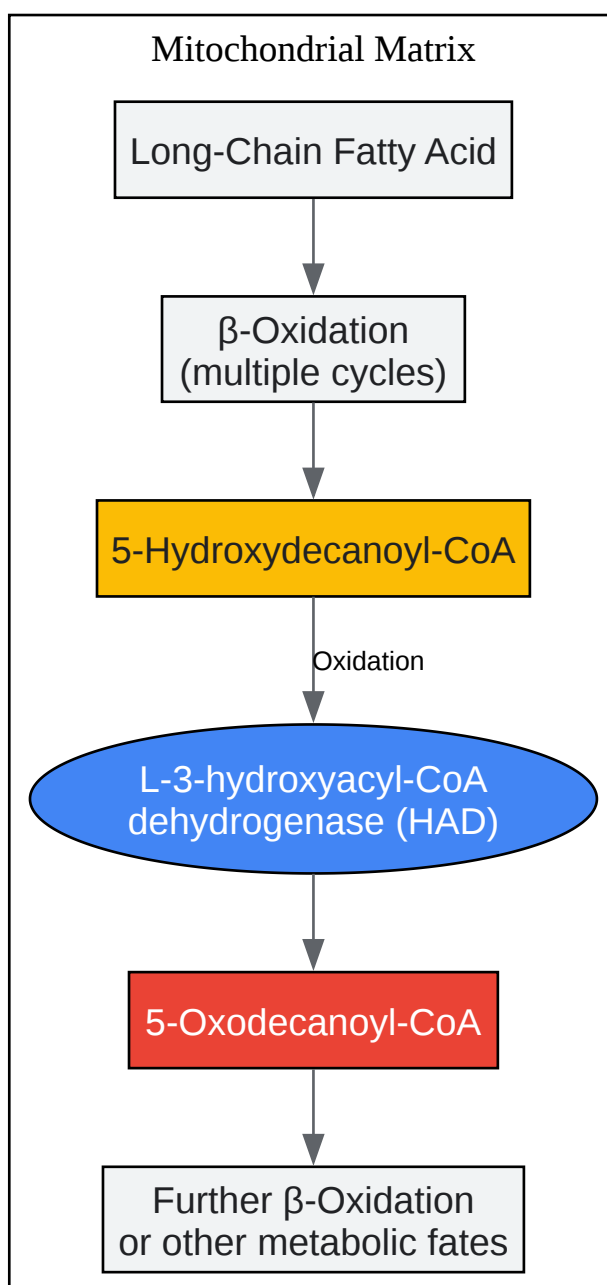 Mitochondrial Matrix
Long-Chain Fatty Acid
β-Oxidation
(multiple cycles)
5-Hydroxydecanoyl-CoA
Oxidation
L-3-hydroxyacyl-CoA
dehydrogenase (HAD)
5-Oxodecanoyl-CoA
Further β-Oxidation
or other metabolic fates